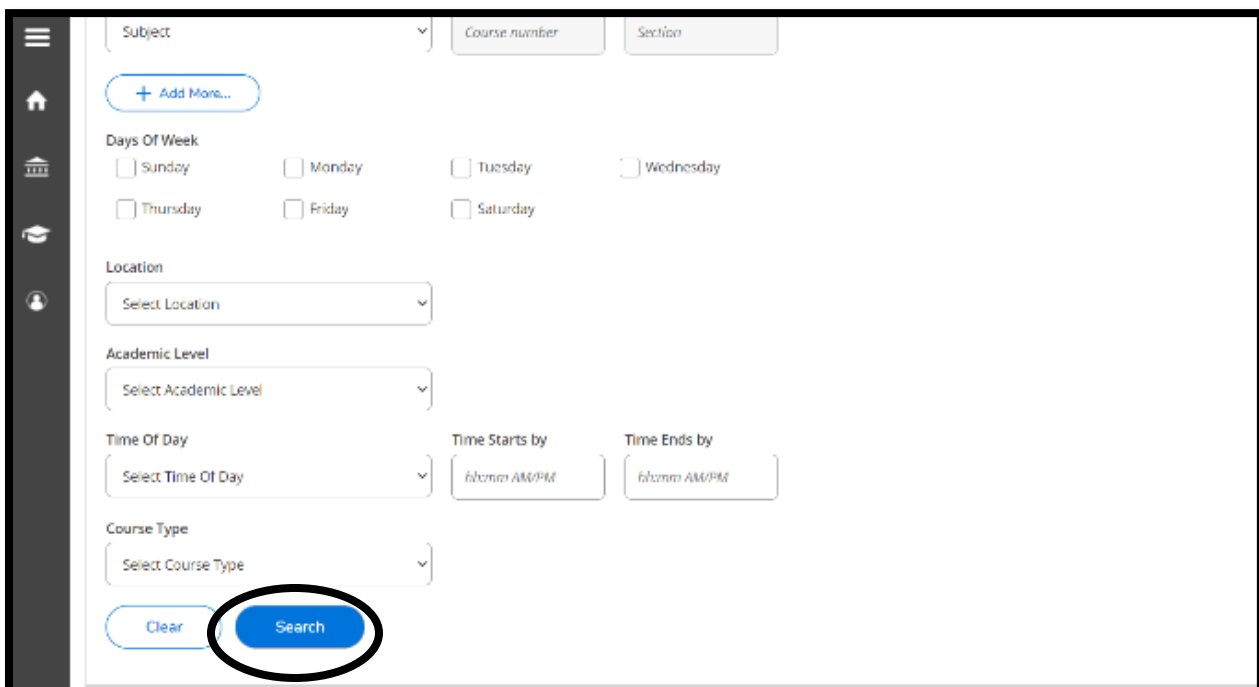 Subject Course number Section
+ Add More...
Days Of Week
Sunday Monday Tuesday Wednesday
Thursday Friday Saturday
Location
Select Location
Academic Level
Select Academic Level
Time Of Day Time Starts by Time Ends by
Select Time Of Day hh:mm AM/PM hh:mm AM/PM
Course Type
Select Course Type
Clear Search